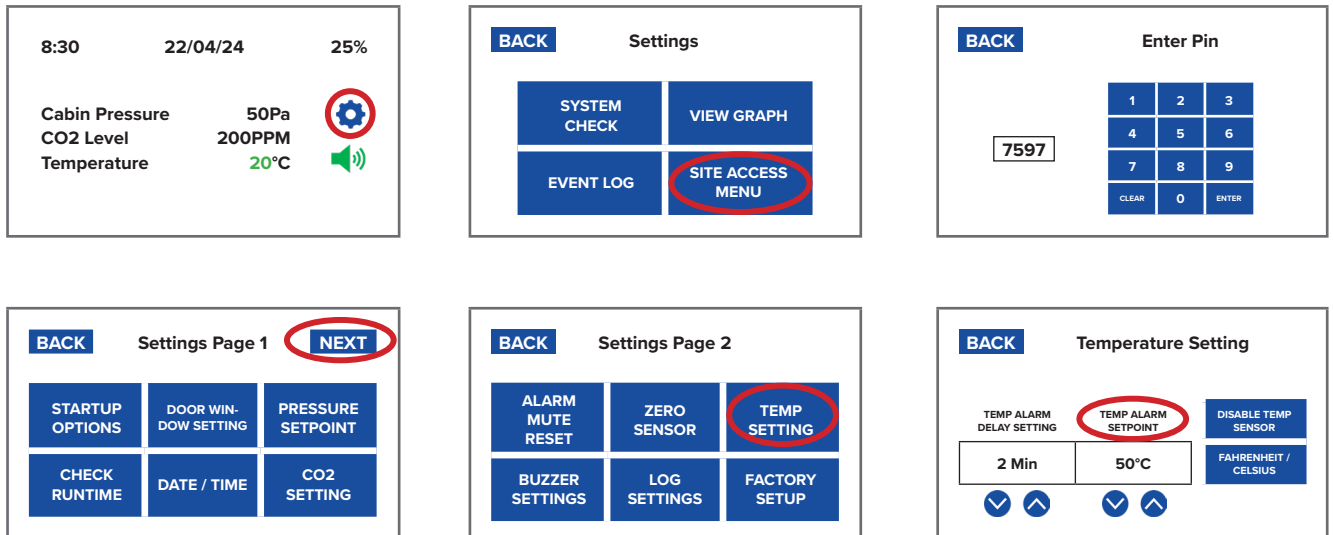 8:30 22/04/24 25%
Cabin Pressure 50Pa
CO2 Level 200PPM
Temperature 20°C
BACK Settings
SYSTEM
CHECK
VIEW GRAPH
EVENT LOG
SITE ACCESS
MENU
BACK Enter Pin
7597
1 2 3
4 5 6
7 8 9
CLEAR 0 ENTER
BACK Settings Page 1 NEXT
STARTUP
OPTIONS
DOOR WIN-
DOW SETTING
PRESSURE
SETPOINT
CHECK
RUNTIME
DATE / TIME
CO2
SETTING
BACK Settings Page 2
ALARM
MUTE
RESET
ZERO
SENSOR
TEMP
SETTING
BUZZER
SETTINGS
LOG
SETTINGS
FACTORY
SETUP
BACK Temperature Setting
TEMP ALARM
DELAY SETTING
TEMP ALARM
SETPOINT
DISABLE TEMP
SENSOR
2 Min
50°C
FAHRENHEIT /
CELSIUS